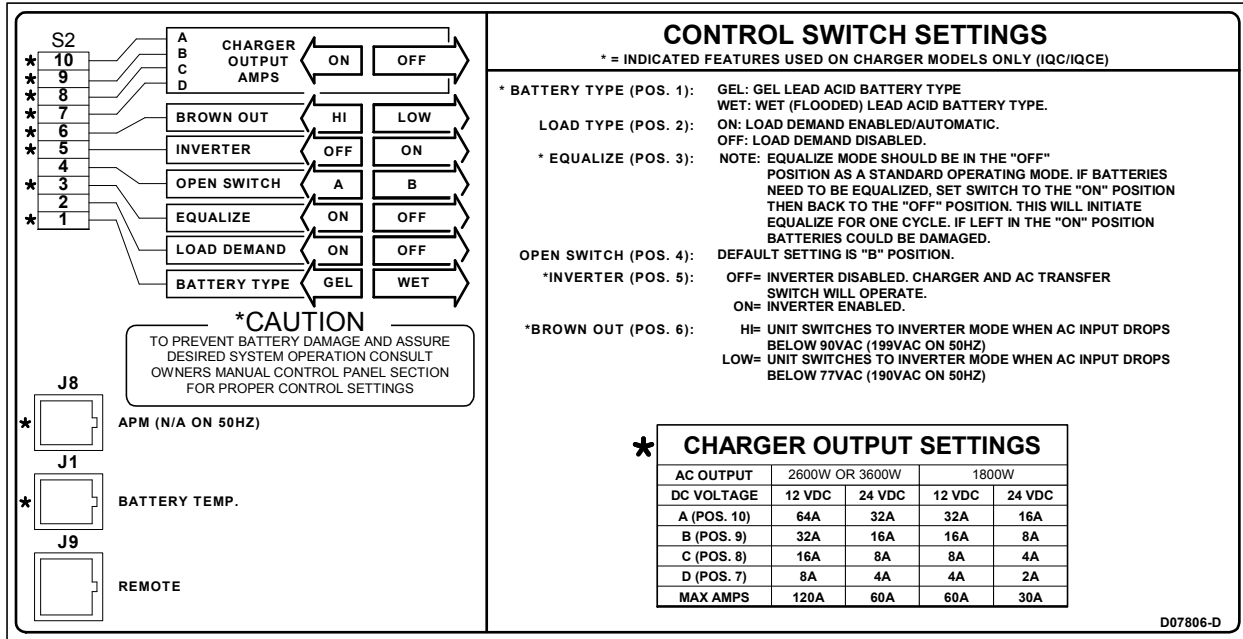 S2
* 10
* 9
* 8
* 7
* 6
* 5
4
* 3
2
* 1
A
B
C
D
CHARGER
OUTPUT
AMPS
ON OFF
BROWN OUT HI LOW
INVERTER OFF ON
OPEN SWITCH A B
EQUALIZE ON OFF
LOAD DEMAND ON OFF
BATTERY TYPE GEL WET
*CAUTION
TO PREVENT BATTERY DAMAGE AND ASSURE
DESIRED SYSTEM OPERATION CONSULT
OWNERS MANUAL CONTROL PANEL SECTION
FOR PROPER CONTROL SETTINGS
J8
* APM (N/A ON 50HZ)
J1
* BATTERY TEMP.
J9
REMOTE
CONTROL SWITCH SETTINGS
* = INDICATED FEATURES USED ON CHARGER MODELS ONLY (IQC/IQCE)
* BATTERY TYPE (POS. 1): GEL: GEL LEAD ACID BATTERY TYPE
WET: WET (FLOODED) LEAD ACID BATTERY TYPE.
LOAD TYPE (POS. 2): ON: LOAD DEMAND ENABLED/AUTOMATIC.
OFF: LOAD DEMAND DISABLED.
* EQUALIZE (POS. 3): NOTE: EQUALIZE MODE SHOULD BE IN THE "OFF"
POSITION AS A STANDARD OPERATING MODE. IF BATTERIES
NEED TO BE EQUALIZED, SET SWITCH TO THE "ON" POSITION
THEN BACK TO THE "OFF" POSITION. THIS WILL INITIATE
EQUALIZE FOR ONE CYCLE. IF LEFT IN THE "ON" POSITION
BATTERIES COULD BE DAMAGED.
OPEN SWITCH (POS. 4): DEFAULT SETTING IS "B" POSITION.
*INVERTER (POS. 5): OFF= INVERTER DISABLED. CHARGER AND AC TRANSFER
SWITCH WILL OPERATE.
ON= INVERTER ENABLED.
*BROWN OUT (POS. 6): HI= UNIT SWITCHES TO INVERTER MODE WHEN AC INPUT DROPS
BELOW 90VAC (199VAC ON 50HZ)
LOW= UNIT SWITCHES TO INVERTER MODE WHEN AC INPUT DROPS
BELOW 77VAC (190VAC ON 50HZ)
* CHARGER OUTPUT SETTINGS
AC OUTPUT 2600W OR 3600W 1800W
DC VOLTAGE 12 VDC 24 VDC 12 VDC 24 VDC
A (POS. 10) 64A 32A 32A 16A
B (POS. 9) 32A 16A 16A 8A
C (POS. 8) 16A 8A 8A 4A
D (POS. 7) 8A 4A 4A 2A
MAX AMPS 120A 60A 60A 30A
D07806-D